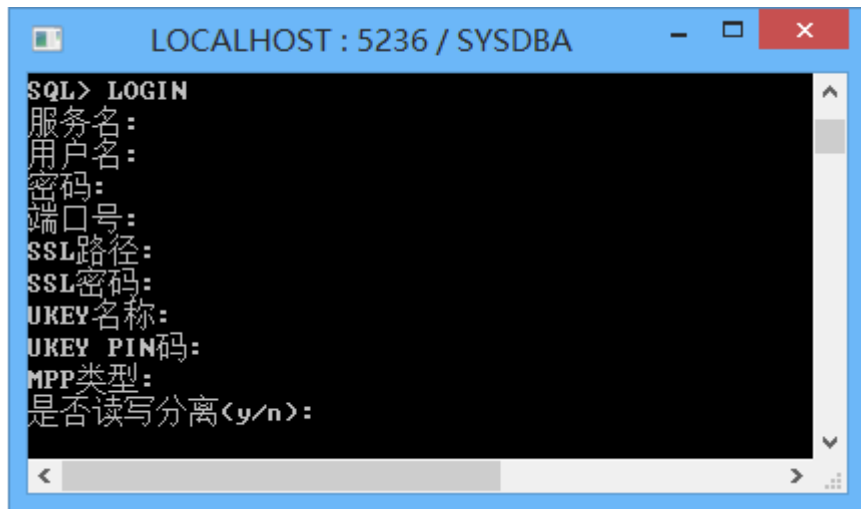 LOCALHOST : 5236 / SYSDBA
SQL> LOGIN
服务名:
用户名:
密码:
端口号:
SSL路径:
SSL密码:
UKEY名称:
UKEY PIN码:
MPP类型:
是否读写分离(y/n):